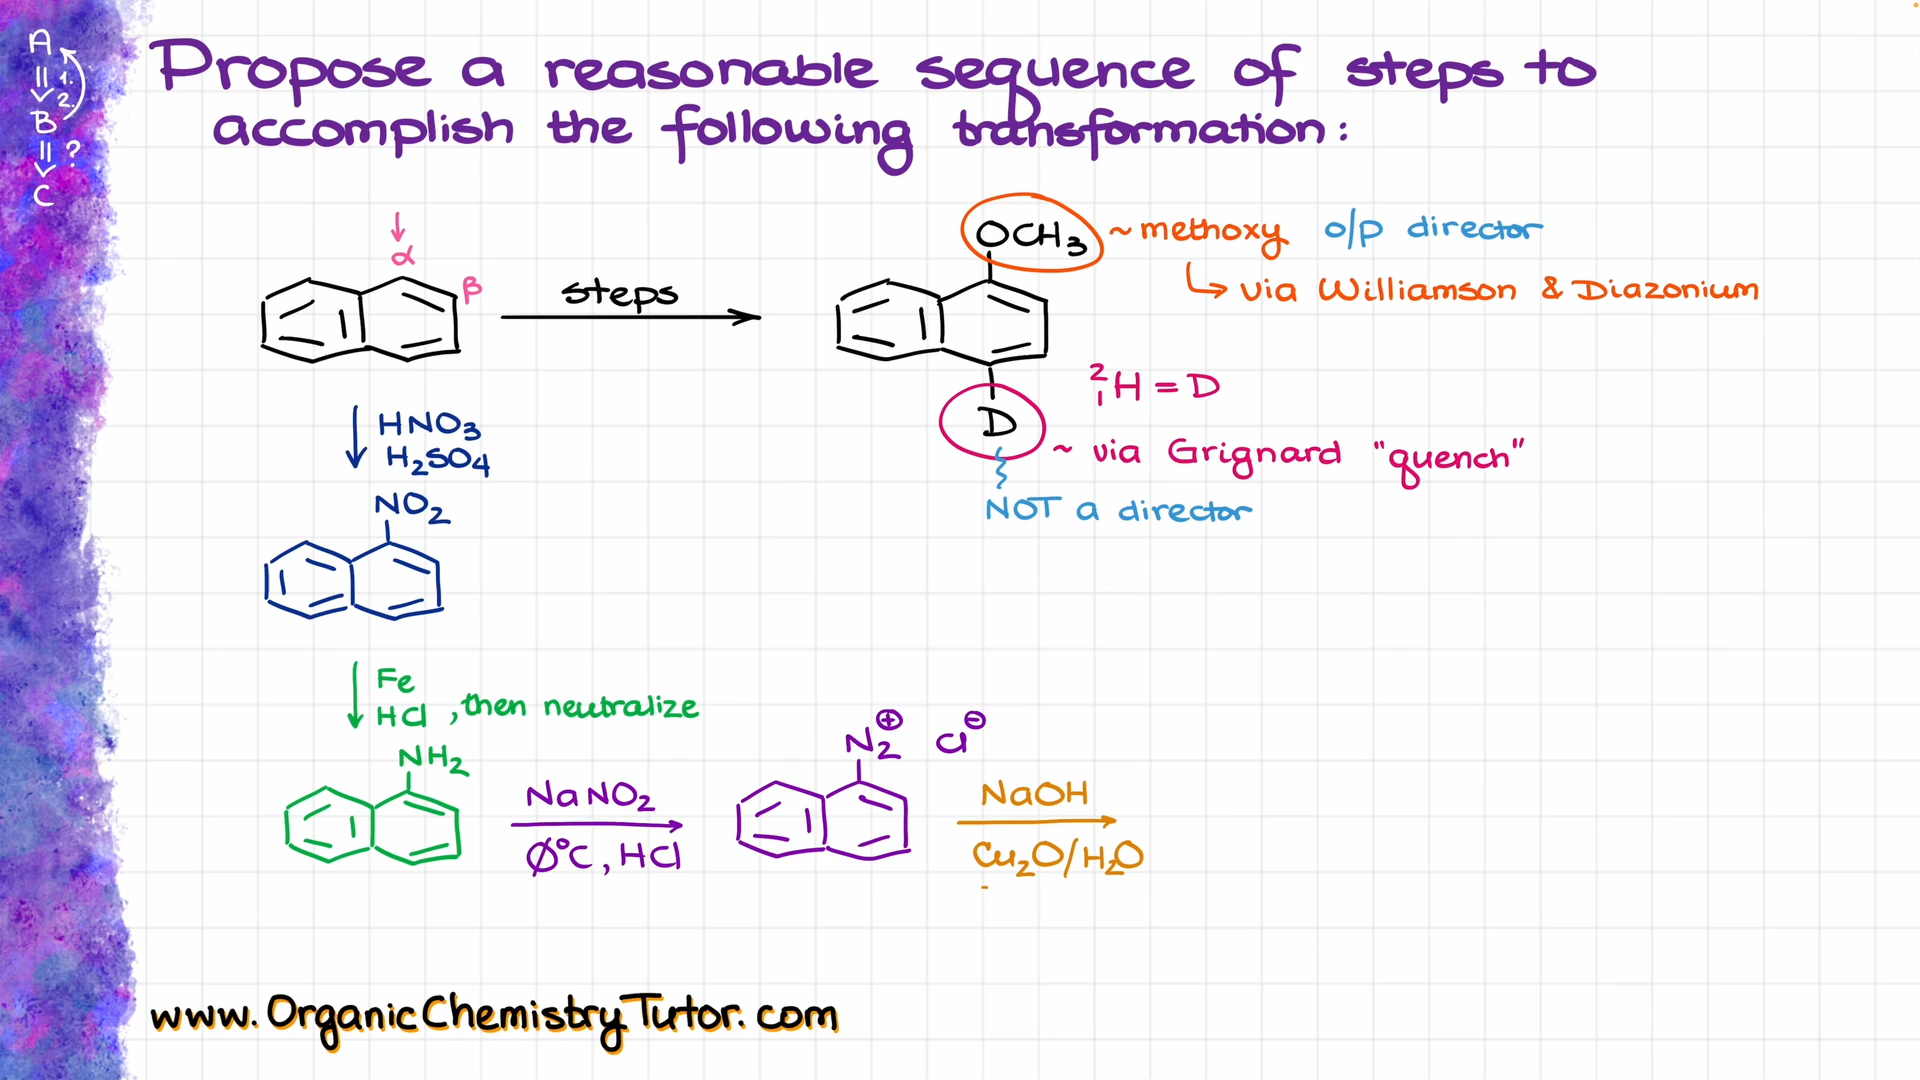 A
1.
2.
B
?
C
Propose a reasonable sequence of steps to
accomplish the following transformation:
α
β
steps
OCH₃ ~ methoxy o/p director
↳ via Williamson & Diazonium
²₁H = D
D ~ via Grignard "quench"
NOT a director
HNO₃
H₂SO₄
NO₂
Fe
HCl , then neutralize
NH₂
NaNO₂
0°C, HCl
N₂⊕ Cl⊖
NaOH
Cu₂O/H₂O
www.OrganicChemistryTutor.com